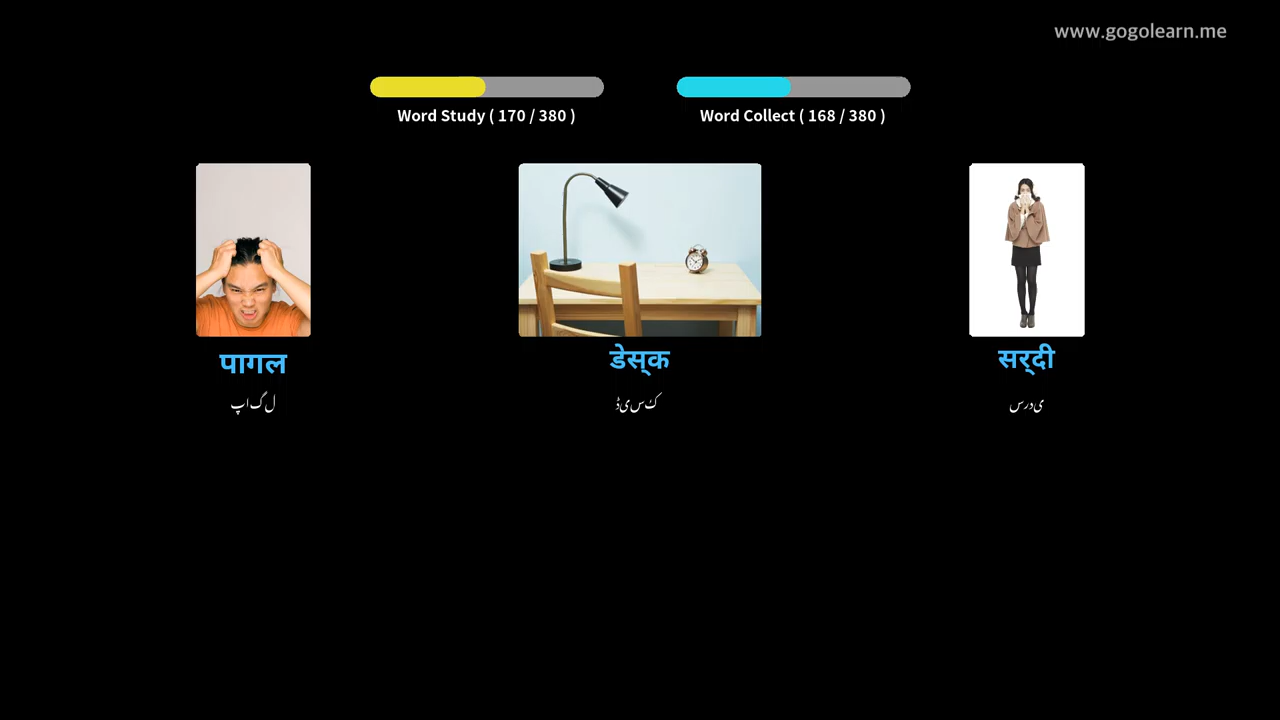 www.gogolearn.me
Word Study ( 170 / 380 )
Word Collect ( 168 / 380 )
पागल
डेस्‌क
सर्‌दी
ل گ ا پ
ک س ی ڈ
ی د ر س